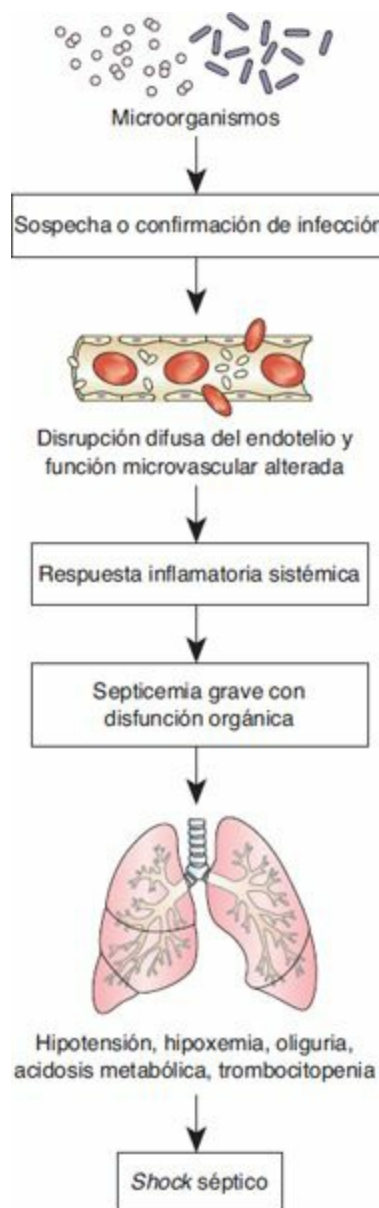 Microorganismos
Sospecha o confirmación de infección
Disrupción difusa del endotelio y
función microvascular alterada
Respuesta inflamatoria sistémica
Septicemia grave con
disfunción orgánica
Hipotensión, hipoxemia, oliguria,
acidosis metabólica, trombocitopenia
Shock séptico